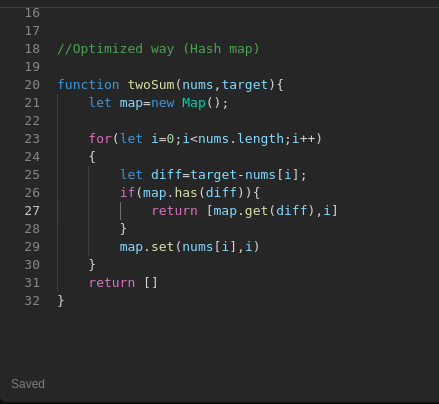 16
17
18 //Optimized way (Hash map)
19
20 function twoSum(nums,target){
21 let map=new Map();
22
23 for(let i=0;i<nums.length;i++)
24 {
25 let diff=target-nums[i];
26 if(map.has(diff)){
27 return [map.get(diff),i]
28 }
29 map.set(nums[i],i)
30 }
31 return []
32 }
Saved